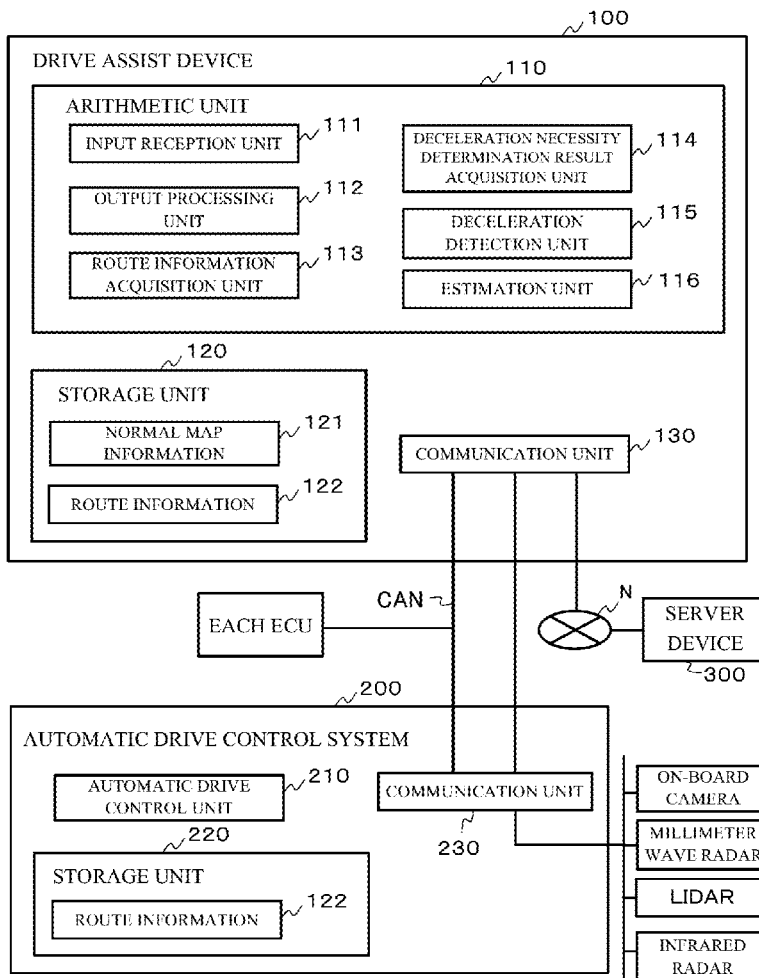 100
DRIVE ASSIST DEVICE
110
ARITHMETIC UNIT
INPUT RECEPTION UNIT
111
OUTPUT PROCESSING
UNIT
112
ROUTE INFORMATION
ACQUISITION UNIT
113
DECELERATION NECESSITY
DETERMINATION RESULT
ACQUISITION UNIT
114
DECELERATION
DETECTION UNIT
115
ESTIMATION UNIT
116
120
STORAGE UNIT
NORMAL MAP
INFORMATION
121
ROUTE INFORMATION
122
COMMUNICATION UNIT
130
CAN
EACH ECU
N
SERVER
DEVICE
300
200
AUTOMATIC DRIVE CONTROL SYSTEM
AUTOMATIC DRIVE
CONTROL UNIT
210
COMMUNICATION UNIT
230
220
STORAGE UNIT
ROUTE INFORMATION
122
ON-BOARD
CAMERA
MILLIMETER
WAVE RADAR
LIDAR
INFRARED
RADAR